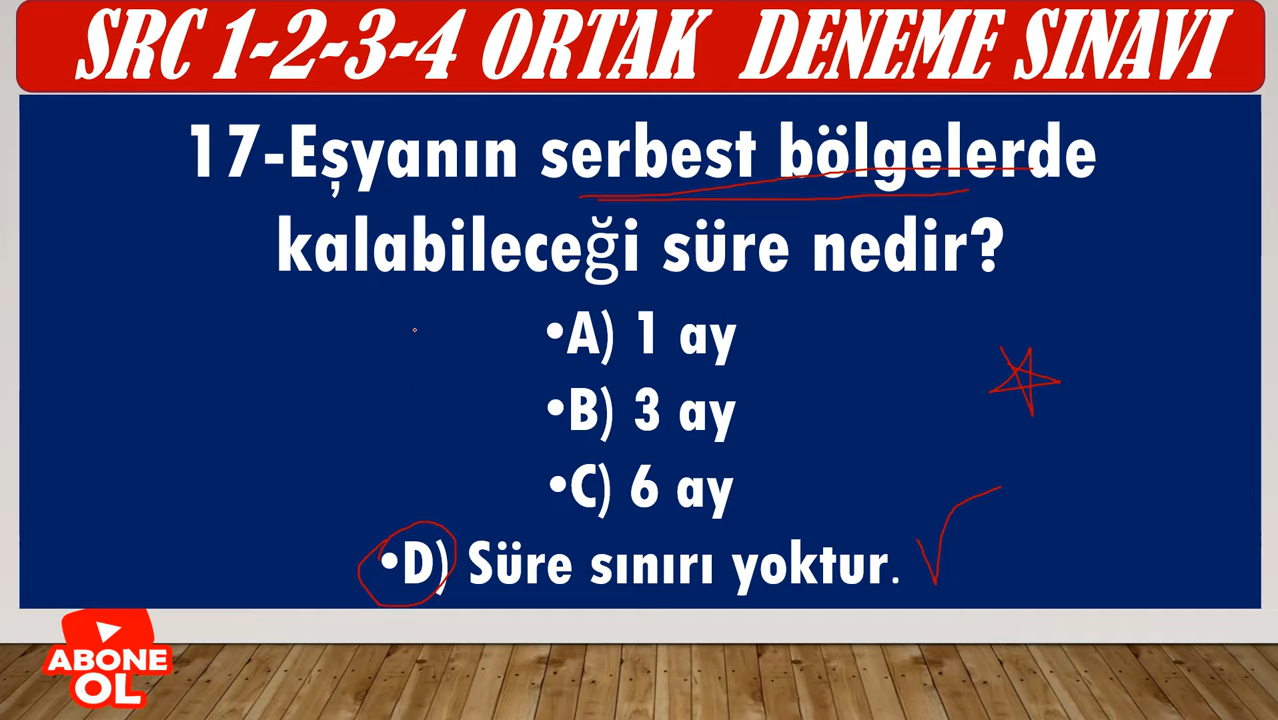 SRC 1-2-3-4 ORTAK DENEME SINAVI
17-Eşyanın serbest bölgelerde
kalabileceği süre nedir?
•A) 1 ay
•B) 3 ay
•C) 6 ay
•D) Süre sınırı yoktur.
ABONE
OL